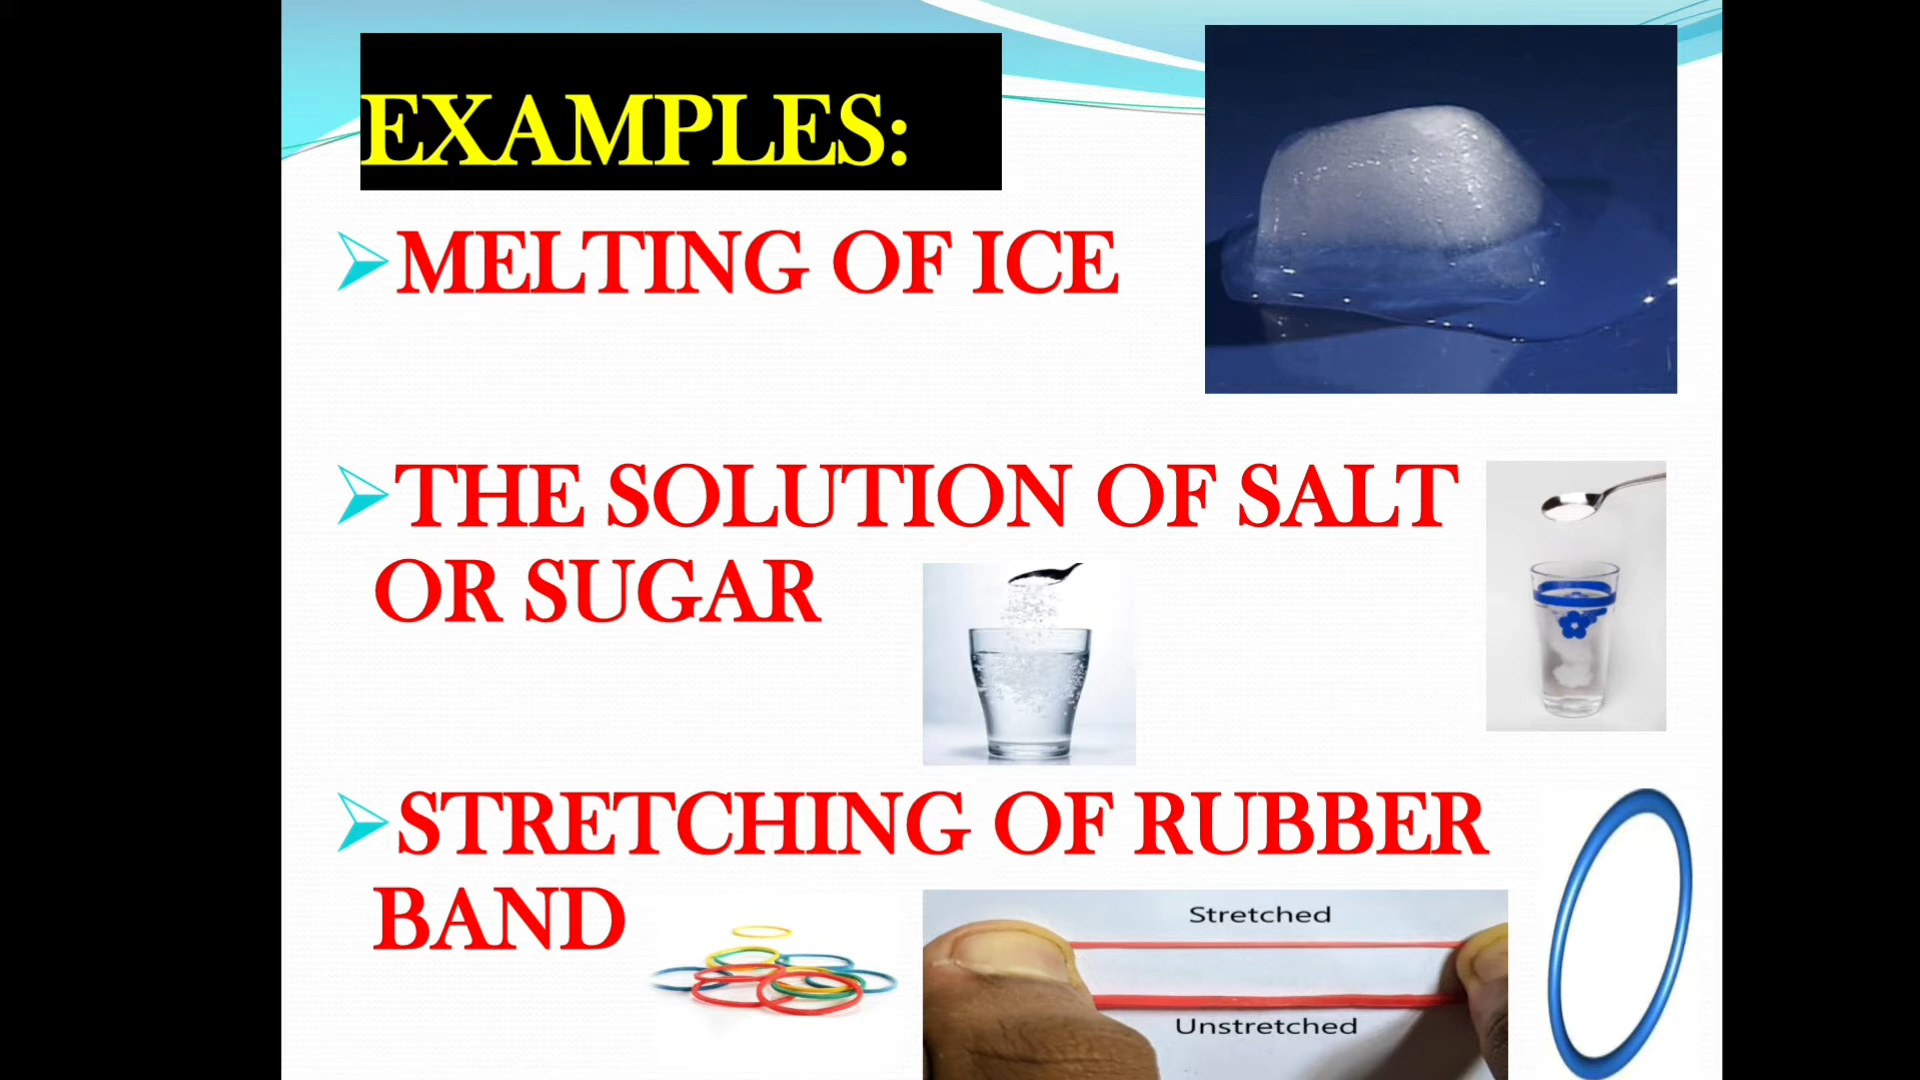 EXAMPLES:
MELTING OF ICE
THE SOLUTION OF SALT
OR SUGAR
STRETCHING OF RUBBER
BAND
Stretched
Unstretched